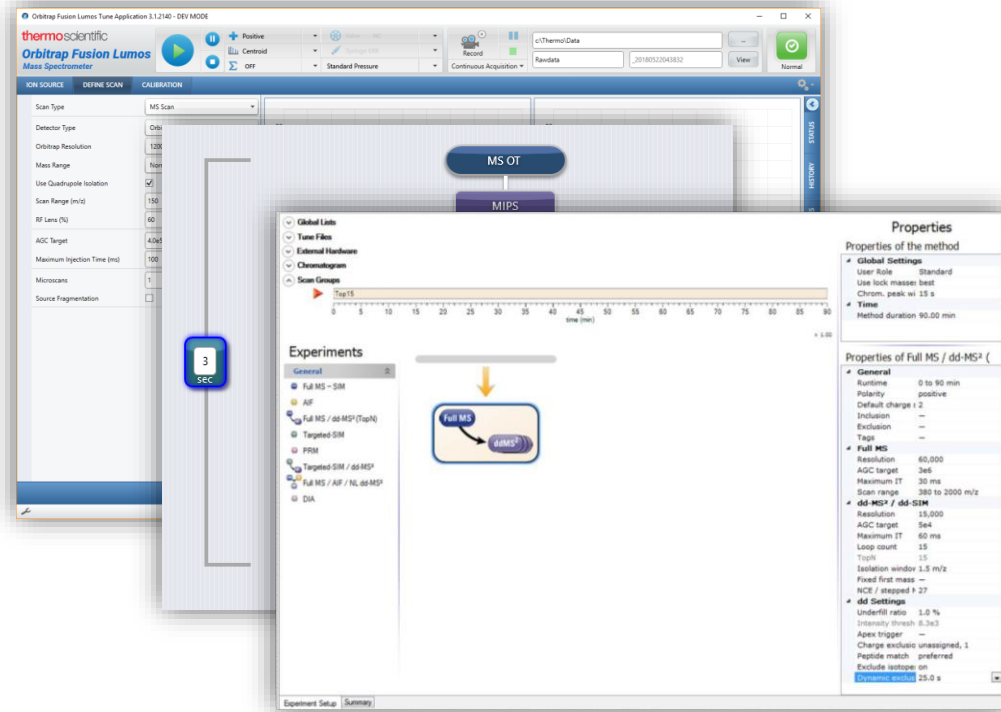 Orbitrap Fusion Lumos Tune Application 3.1.2140 - DEV MODE
thermoscientific
Orbitrap Fusion Lumos
Mass Spectrometer
Positive
Centroid
OFF
Standard Pressure
Record
Continuous Acquisition
c:\Thermo\Data
...
Rawdata
_20180522043832
View
Normal
ION SOURCE
DEFINE SCAN
CALIBRATION
Scan Type
MS Scan
Detector Type
Orbitrap Resolution
Mass Range
Use Quadrupole Isolation
Scan Range (m/z)
150
RF Lens (%)
60
AGC Target
Maximum Injection Time (ms)
100
Microscans
1
Source Fragmentation
STATUS
HISTORY
MS OT
MIPS
3
sec
Global Lists
Tune Files
External Hardware
Chromatogram
Scan Groups
Top15
0 5 10 15 20 25 30 35 40 45 50 55 60 65 70 75 80 85 90
time (min)
x 1.00
Experiments
General
Full MS – SIM
AIF
Full MS / dd-MS² (TopN)
Targeted-SIM
PRM
Targeted-SIM / dd-MS²
Full MS / AIF / NL dd-MS²
DIA
Full MS
ddMS²
Experiment Setup
Summary
Properties
Properties of the method
Global Settings
User Role Standard
Use lock masses best
Chrom. peak wi 15 s
Time
Method duration 90.00 min
Properties of Full MS / dd-MS² (
General
Runtime 0 to 90 min
Polarity positive
Default charge s 2
Inclusion —
Exclusion —
Tags —
Full MS
Resolution 60,000
AGC target 3e6
Maximum IT 30 ms
Scan range 380 to 2000 m/z
dd-MS² / dd-SIM
Resolution 15,000
AGC target 5e4
Maximum IT 60 ms
Loop count 15
TopN 15
Isolation window 1.5 m/z
Fixed first mass —
NCE / stepped N 27
dd Settings
Underfill ratio 1.0 %
Intensity thresh 8.3e3
Apex trigger —
Charge exclusio unassigned, 1
Peptide match preferred
Exclude isotopes on
Dynamic exclus 25.0 s